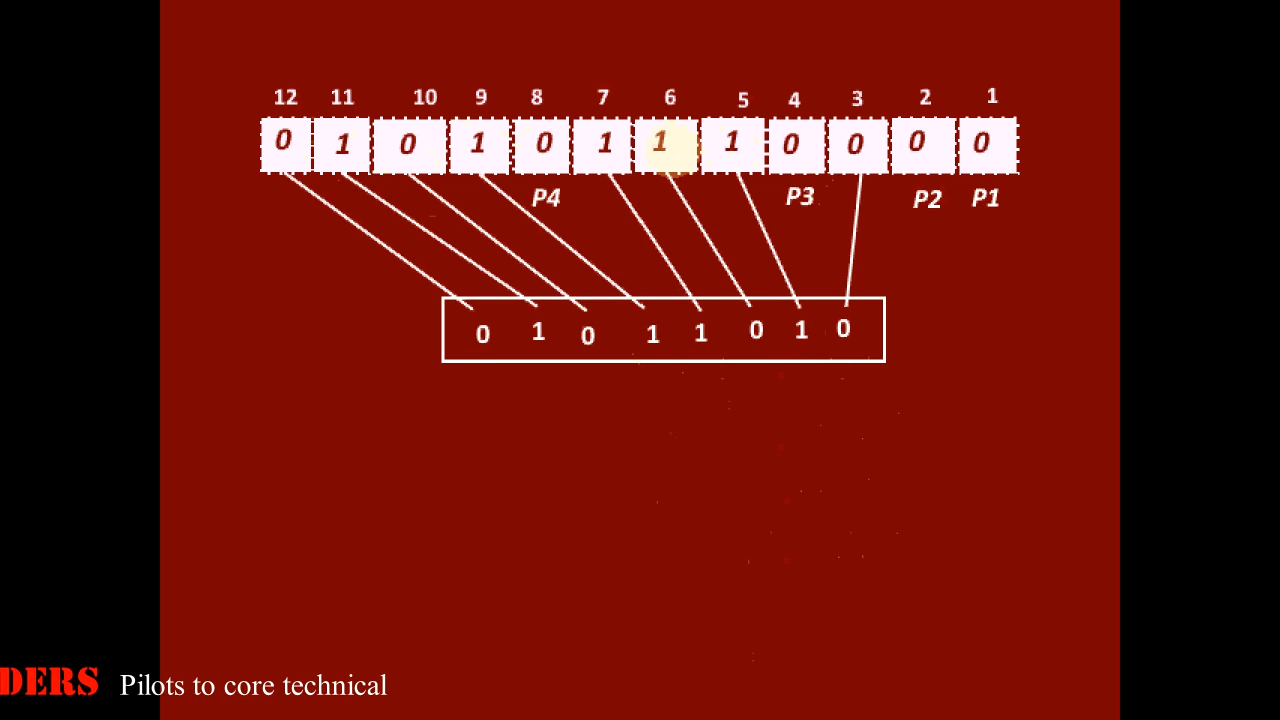 12 11 10 9 8 7 6 5 4 3 2 1
0 1 0 1 0 1 1 1 0 0 0 0
P4 P3 P2 P1
0 1 0 1 1 0 1 0
DERS Pilots to core technical